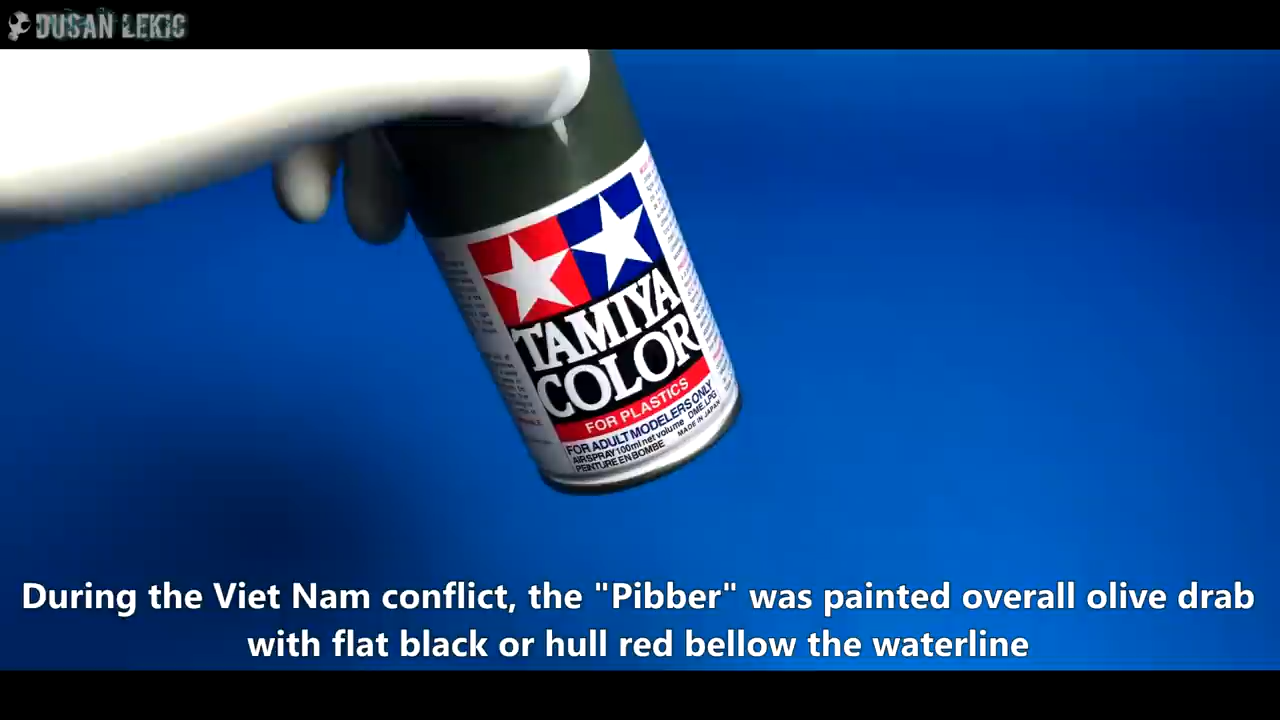 DUSAN LEKIC
TAMIYA
COLOR
FOR PLASTICS
FOR ADULT MODELERS ONLY
AIRSPRAY 100ml net volume DME.LPG
PEINTURE EN BOMBE MADE IN JAPAN
During the Viet Nam conflict, the "Pibber" was painted overall olive drab
with flat black or hull red bellow the waterline